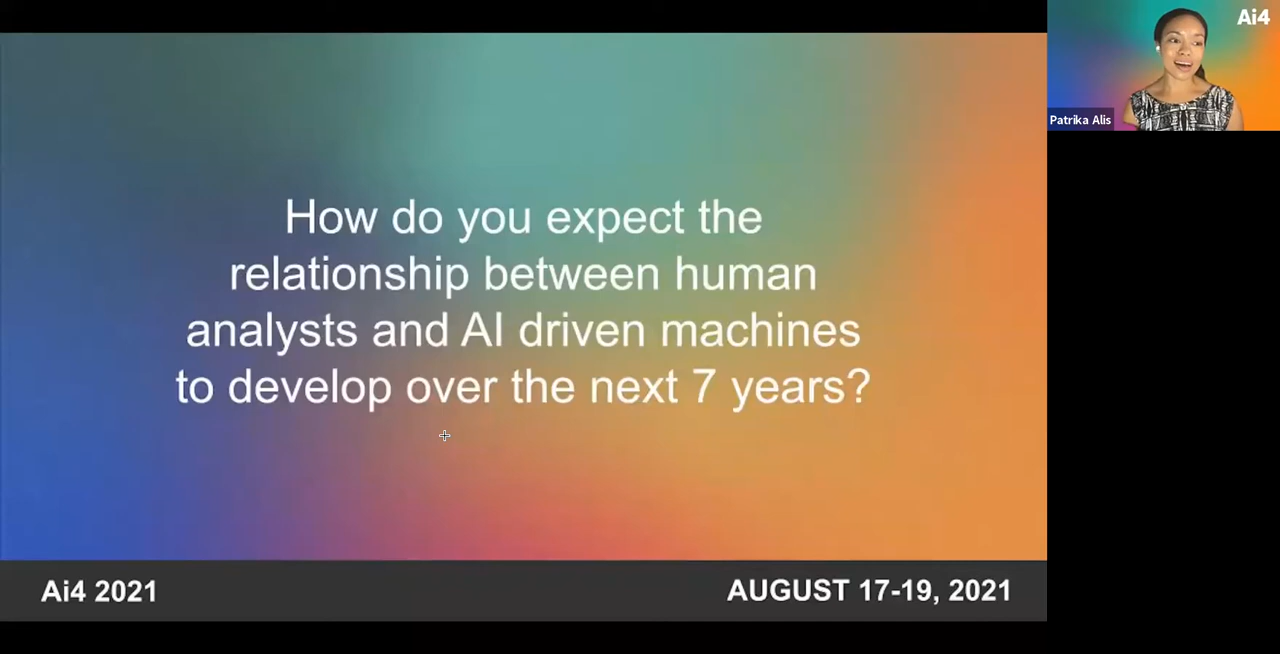 How do you expect the
relationship between human
analysts and AI driven machines
to develop over the next 7 years?
Ai4 2021
AUGUST 17-19, 2021
Ai4
Patrika Alis